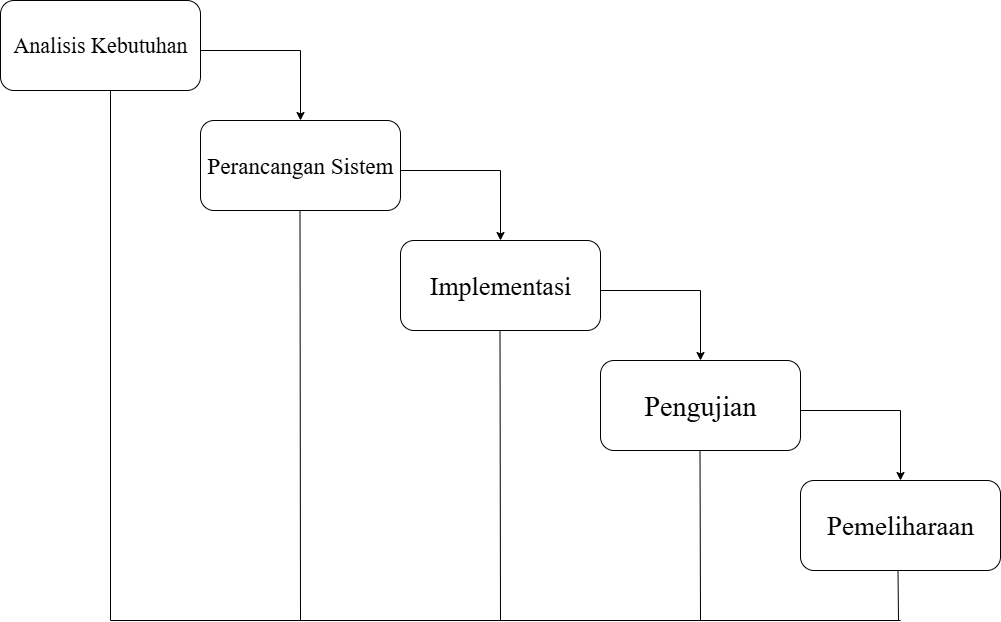 Analisis Kebutuhan
Perancangan Sistem
Implementasi
Pengujian
Pemeliharaan